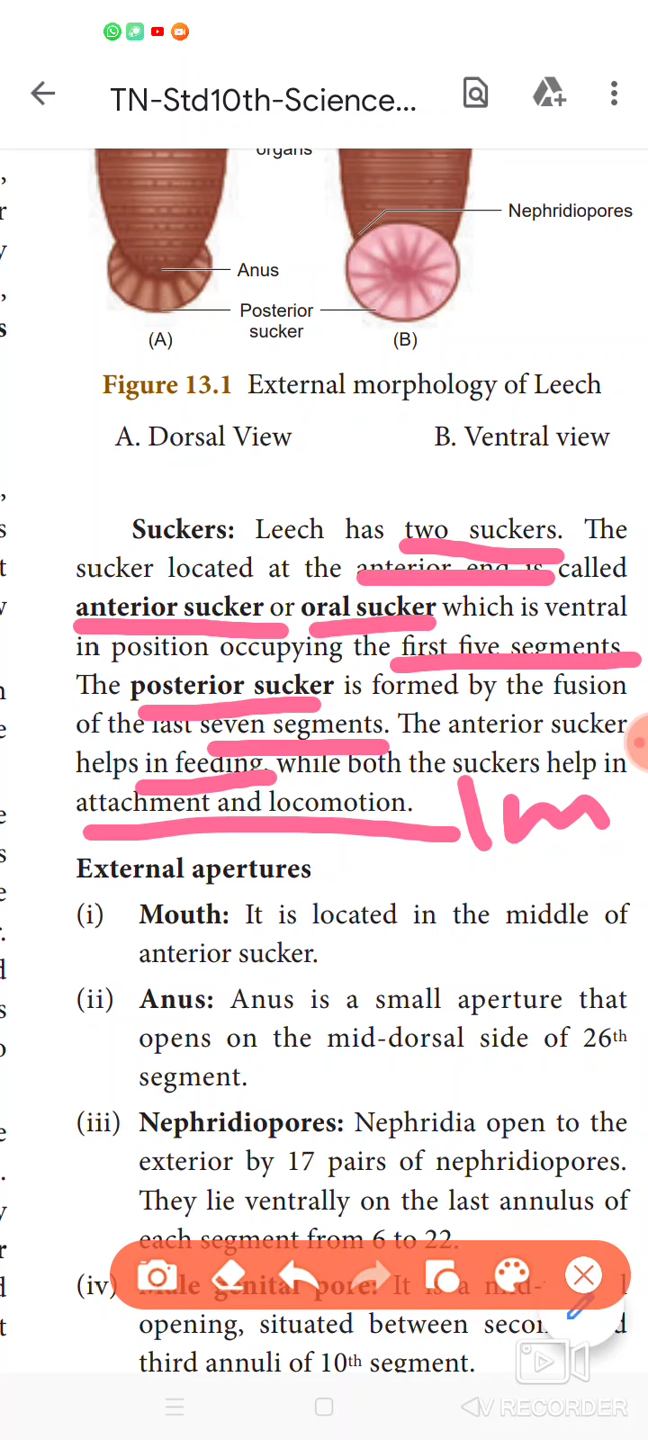 TN-Std10th-Science...
organs
Nephridiopores
Anus
Posterior
sucker
(A)
(B)
Figure 13.1 External morphology of Leech
A. Dorsal View B. Ventral view
Suckers: Leech has two suckers. The
sucker located at the anterior end is called
anterior sucker or oral sucker which is ventral
in position occupying the first five segments.
The posterior sucker is formed by the fusion
of the last seven segments. The anterior sucker
helps in feeding, while both the suckers help in
attachment and locomotion.
1m
External apertures
(i) Mouth: It is located in the middle of
anterior sucker.
(ii) Anus: Anus is a small aperture that
opens on the mid-dorsal side of 26th
segment.
(iii) Nephridiopores: Nephridia open to the
exterior by 17 pairs of nephridiopores.
They lie ventrally on the last annulus of
each segment from 6 to 22.
(iv) Male genital pore: It is a
opening, situated between
third annuli of 10th segment.
V RECORDER